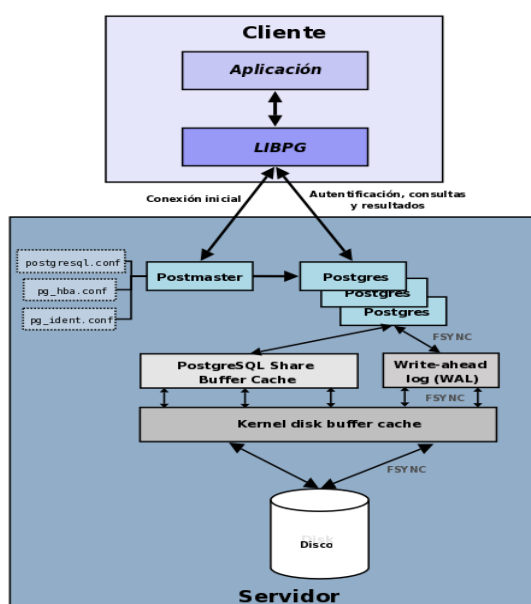 Cliente
Aplicación
LIBPG
Conexión inicial
Autentificación, consultas
y resultados
postgresql.conf
pg_hba.conf
pg_ident.conf
Postmaster
Postgres
Postgres
Postgres
FSYNC
PostgreSQL Share
Buffer Cache
Write-ahead
log (WAL)
FSYNC
Kernel disk buffer cache
FSYNC
Disco
Servidor